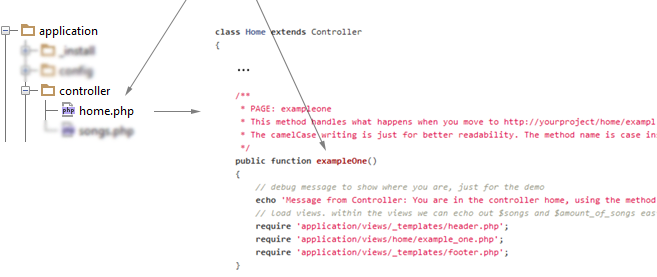 application
_install
config
controller
home.php
songs.php
class Home extends Controller
{
...
/**
* PAGE: exampleone
* This method handles what happens when you move to http://yourproject/home/exampl
* The camelCase writing is just for better readability. The method name is case in
*/
public function exampleOne()
{
// debug message to show where you are, just for the demo
echo 'Message from Controller: You are in the controller home, using the method
// load views. within the views we can echo out $songs and $amount_of_songs eas
require 'application/views/_templates/header.php';
require 'application/views/home/example_one.php';
require 'application/views/_templates/footer.php';
}